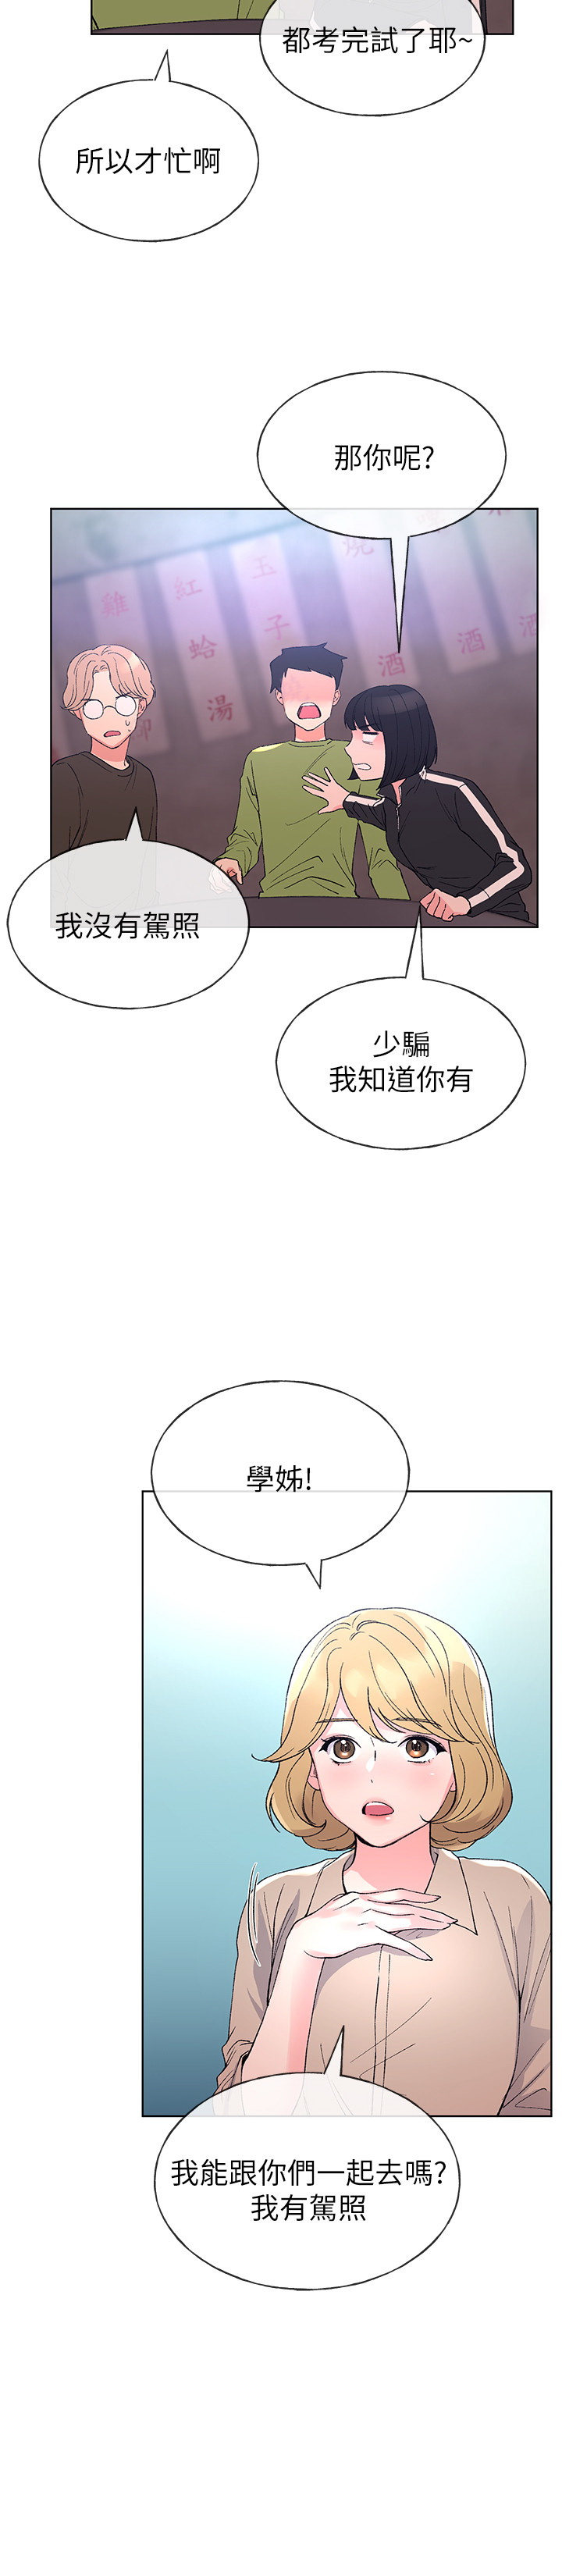 都考完試了耶~
所以才忙啊
那你呢?
雞
紅
玉
蛤
子
湯
酒
酒
酒
我沒有駕照
少騙
我知道你有
學姊!
我能跟你們一起去嗎?
我有駕照